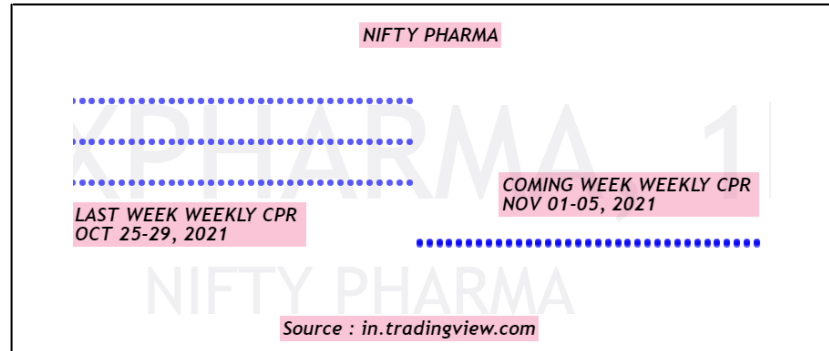 NIFTY PHARMA
XPHARMA, 1
COMING WEEK WEEKLY CPR
NOV 01-05, 2021
LAST WEEK WEEKLY CPR
OCT 25-29, 2021
NIFTY PHARMA
Source : in.tradingview.com